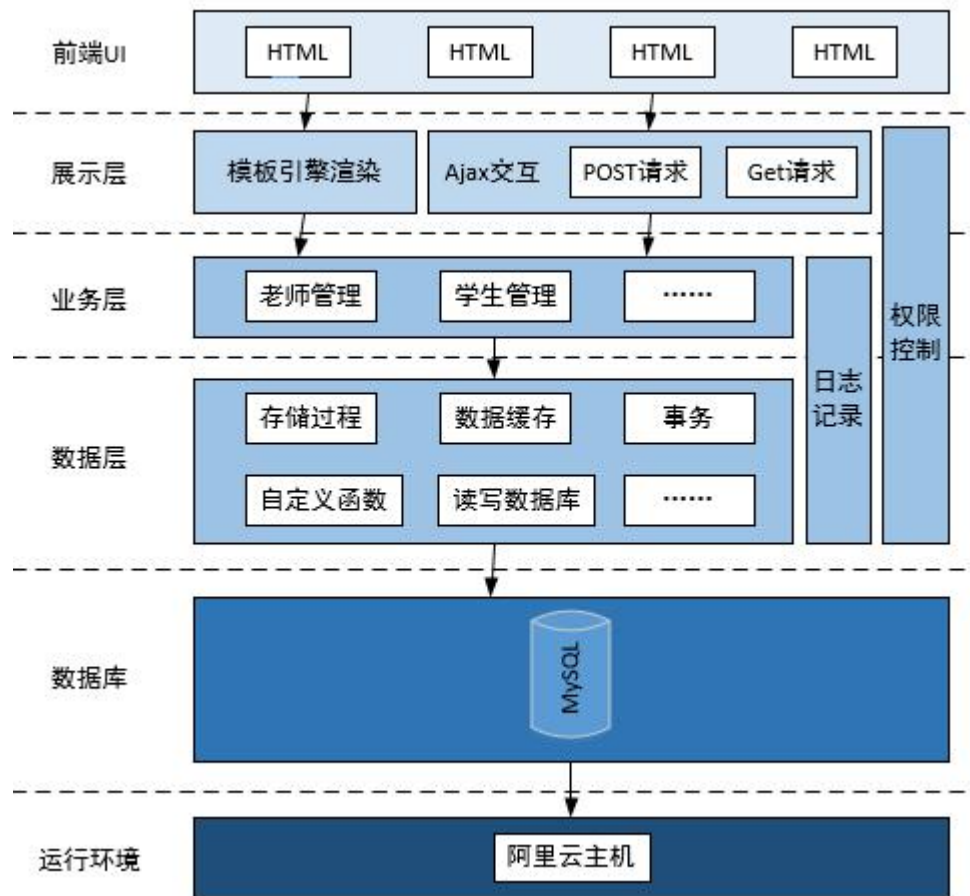 前端UI
HTML
HTML
HTML
HTML
展示层
模板引擎渲染
Ajax交互
POST请求
Get请求
业务层
老师管理
学生管理
······
权限
控制
日志
记录
数据层
存储过程
数据缓存
事务
自定义函数
读写数据库
······
数据库
MySQL
运行环境
阿里云主机